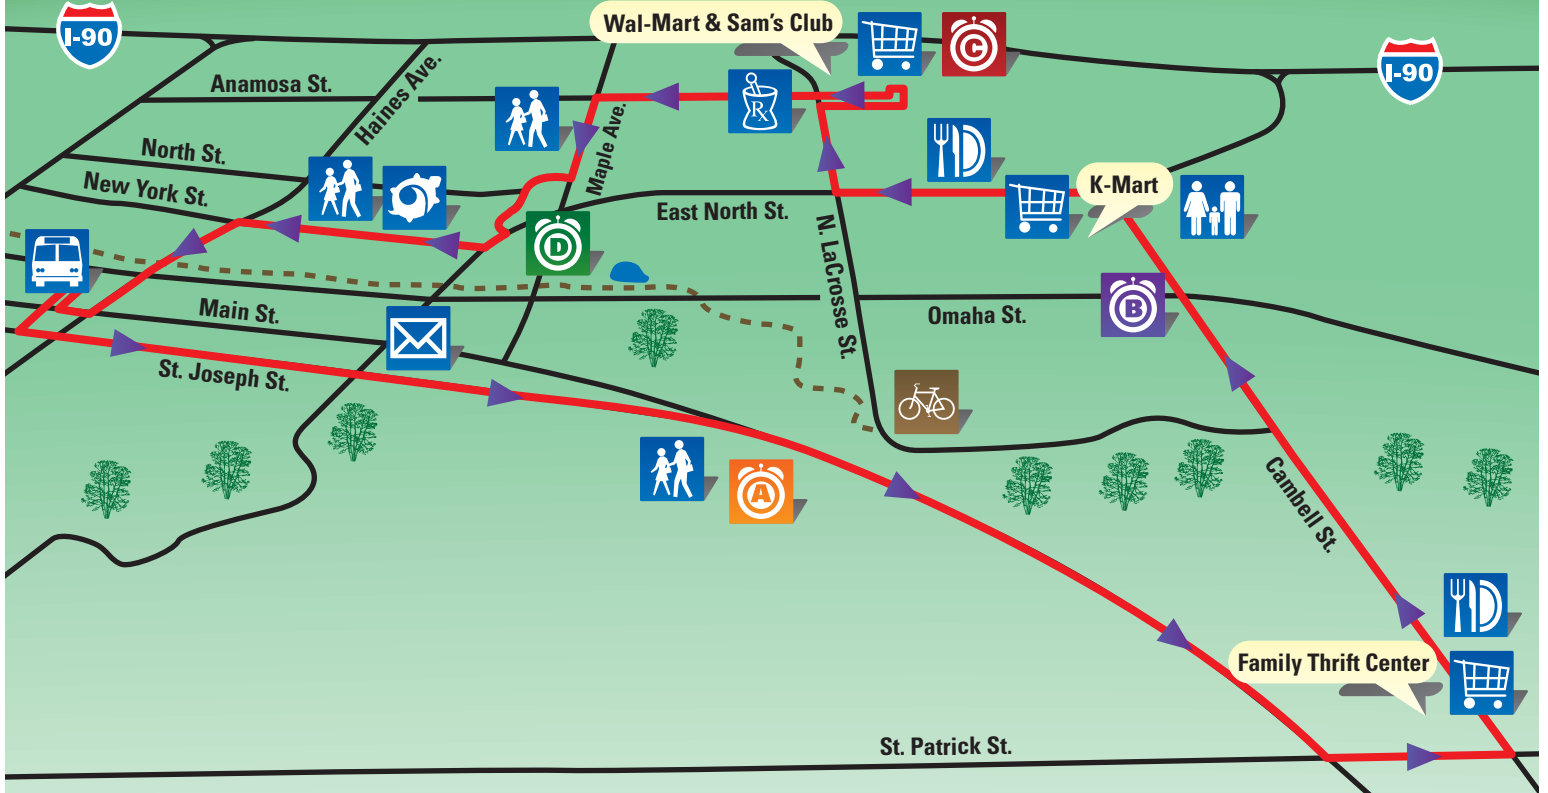 I-90
Wal-Mart & Sam's Club
C
I-90
Anamosa St.
Haines Ave.
Rx
Maple Ave.
North St.
New York St.
K-Mart
East North St.
D
N. LaCrosse St.
Main St.
Omaha St.
B
St. Joseph St.
A
Cambell St.
Family Thrift Center
St. Patrick St.